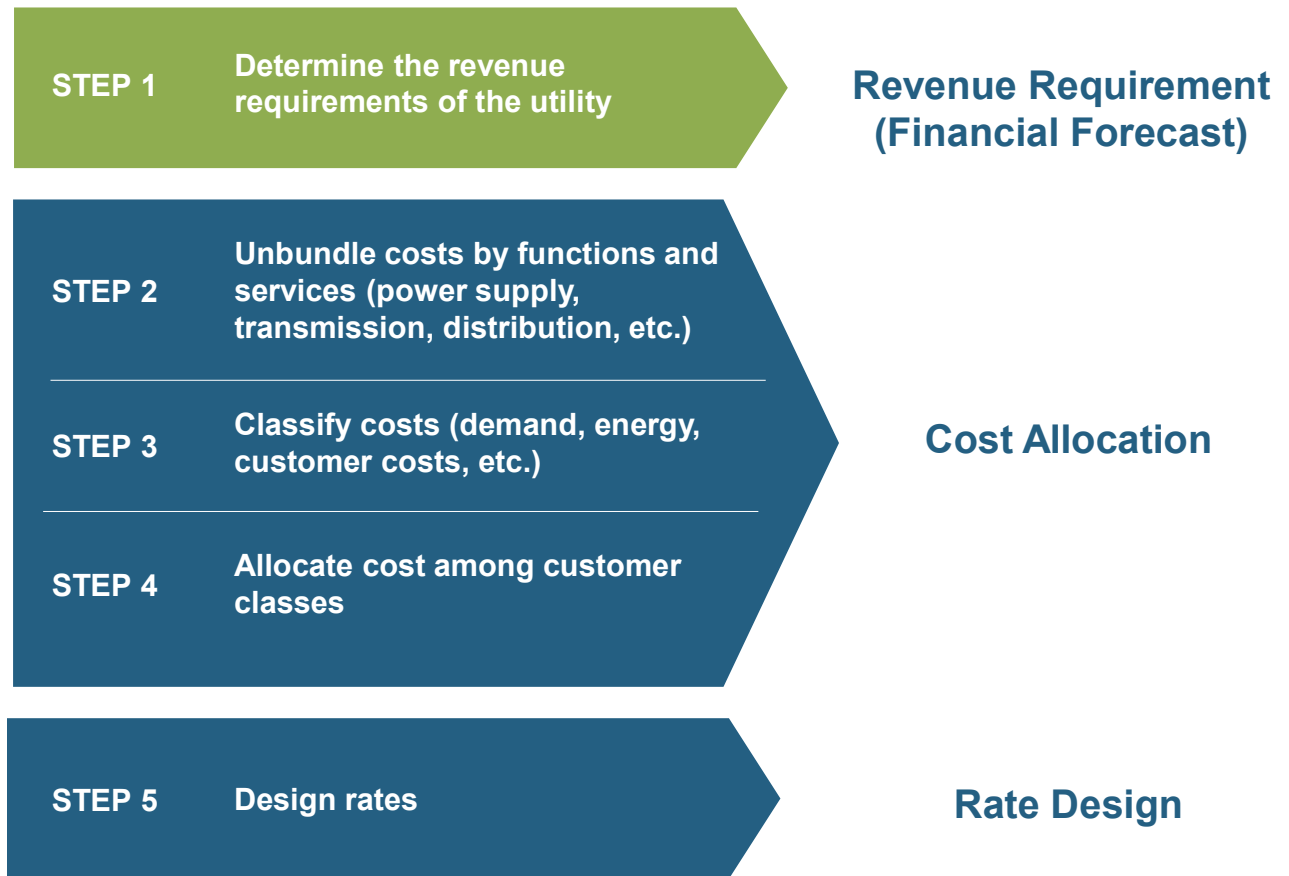 STEP 1
Determine the revenue
requirements of the utility
Revenue Requirement
(Financial Forecast)
STEP 2
Unbundle costs by functions and
services (power supply,
transmission, distribution, etc.)
STEP 3
Classify costs (demand, energy,
customer costs, etc.)
Cost Allocation
STEP 4
Allocate cost among customer
classes
STEP 5
Design rates
Rate Design